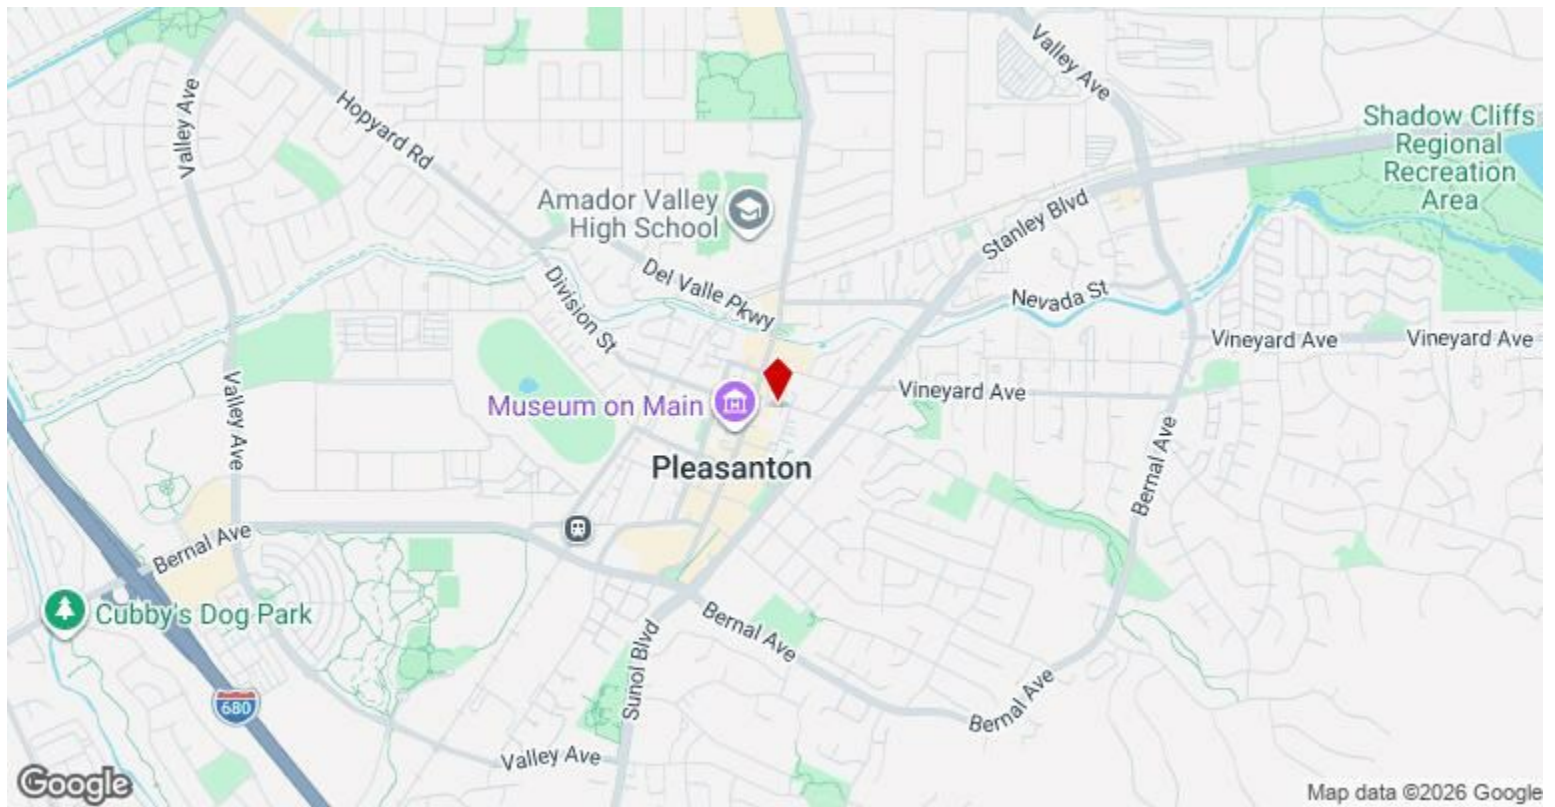 Valley Ave
Valley Ave
Hopyard Rd
Shadow Cliffs
Regional
Recreation
Area
Amador Valley
High School
Stanley Blvd
Del Valle Pkwy
Division St
Nevada St
Vineyard Ave
Vineyard Ave
Vineyard Ave
Museum on Main
Valley Ave
Pleasanton
Bernal Ave
Bernal Ave
Cubby's Dog Park
Bernal Ave
Sunol Blvd
Bernal Ave
680
Valley Ave
Google
Map data ©2026 Google